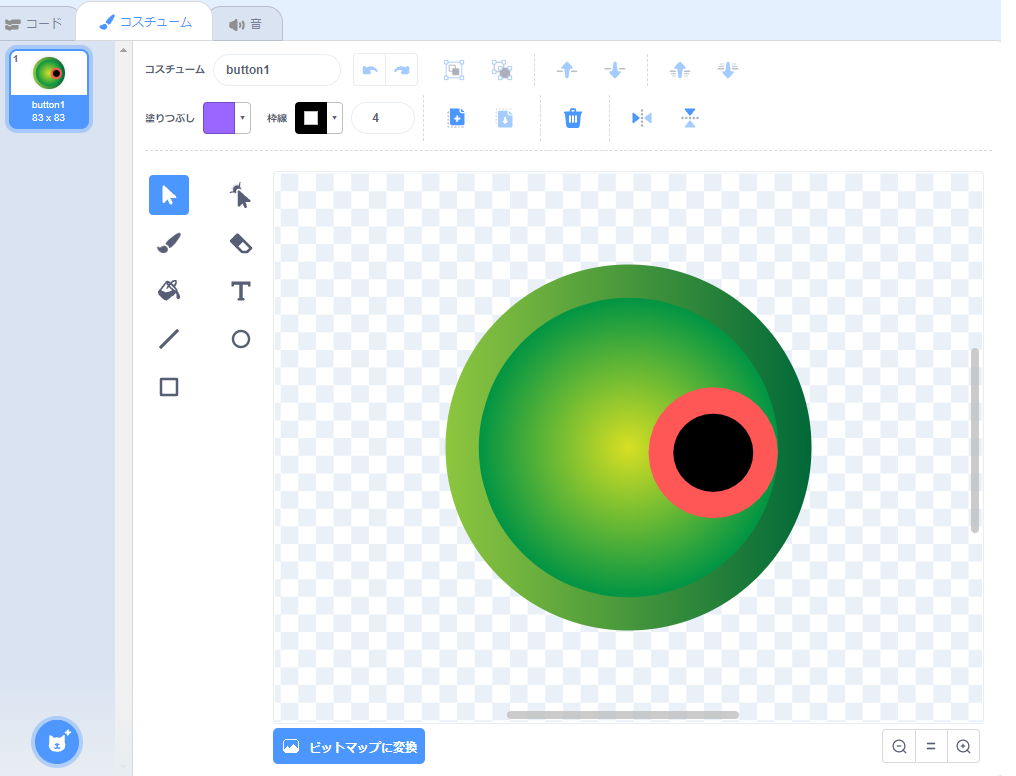 コード
コスチューム
音
1
button1
83 x 83
コスチューム
button1
塗りつぶし
枠線
4
ビットマップに変換